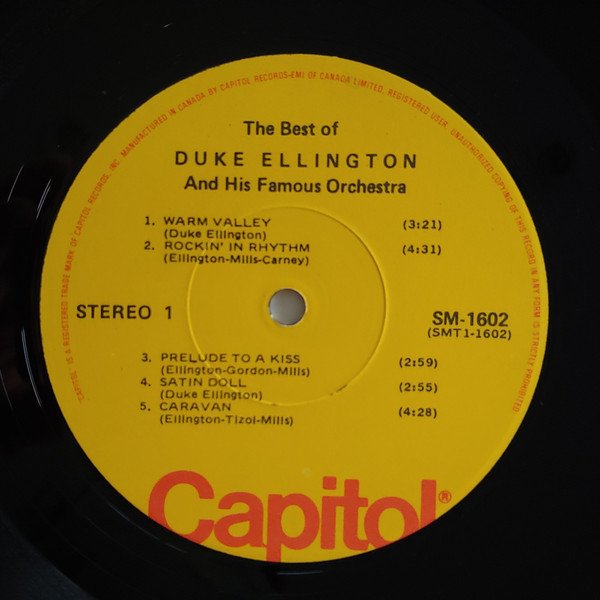 MANUFACTURED IN CANADA BY CAPITOL RECORDS-EMI OF CANADA LIMITED, REGISTERED USER. UNAUTHORIZED COPYING OF THIS RECORD IN ANY FORM IS STRICTLY PROHIBITED
"CAPITOL" IS A REGISTERED TRADE MARK OF CAPITOL RECORDS, INC.
The Best of
DUKE ELLINGTON
And His Famous Orchestra
1. WARM VALLEY (3:21)
(Duke Ellington)
2. ROCKIN' IN RHYTHM (4:31)
(Ellington-Mills-Carney)
STEREO 1
SM-1602
(SMT1-1602)
3. PRELUDE TO A KISS (2:59)
(Ellington-Gordon-Mills)
4. SATIN DOLL (2:55)
(Duke Ellington)
5. CARAVAN (4:28)
(Ellington-Tizol-Mills)
Capitol®